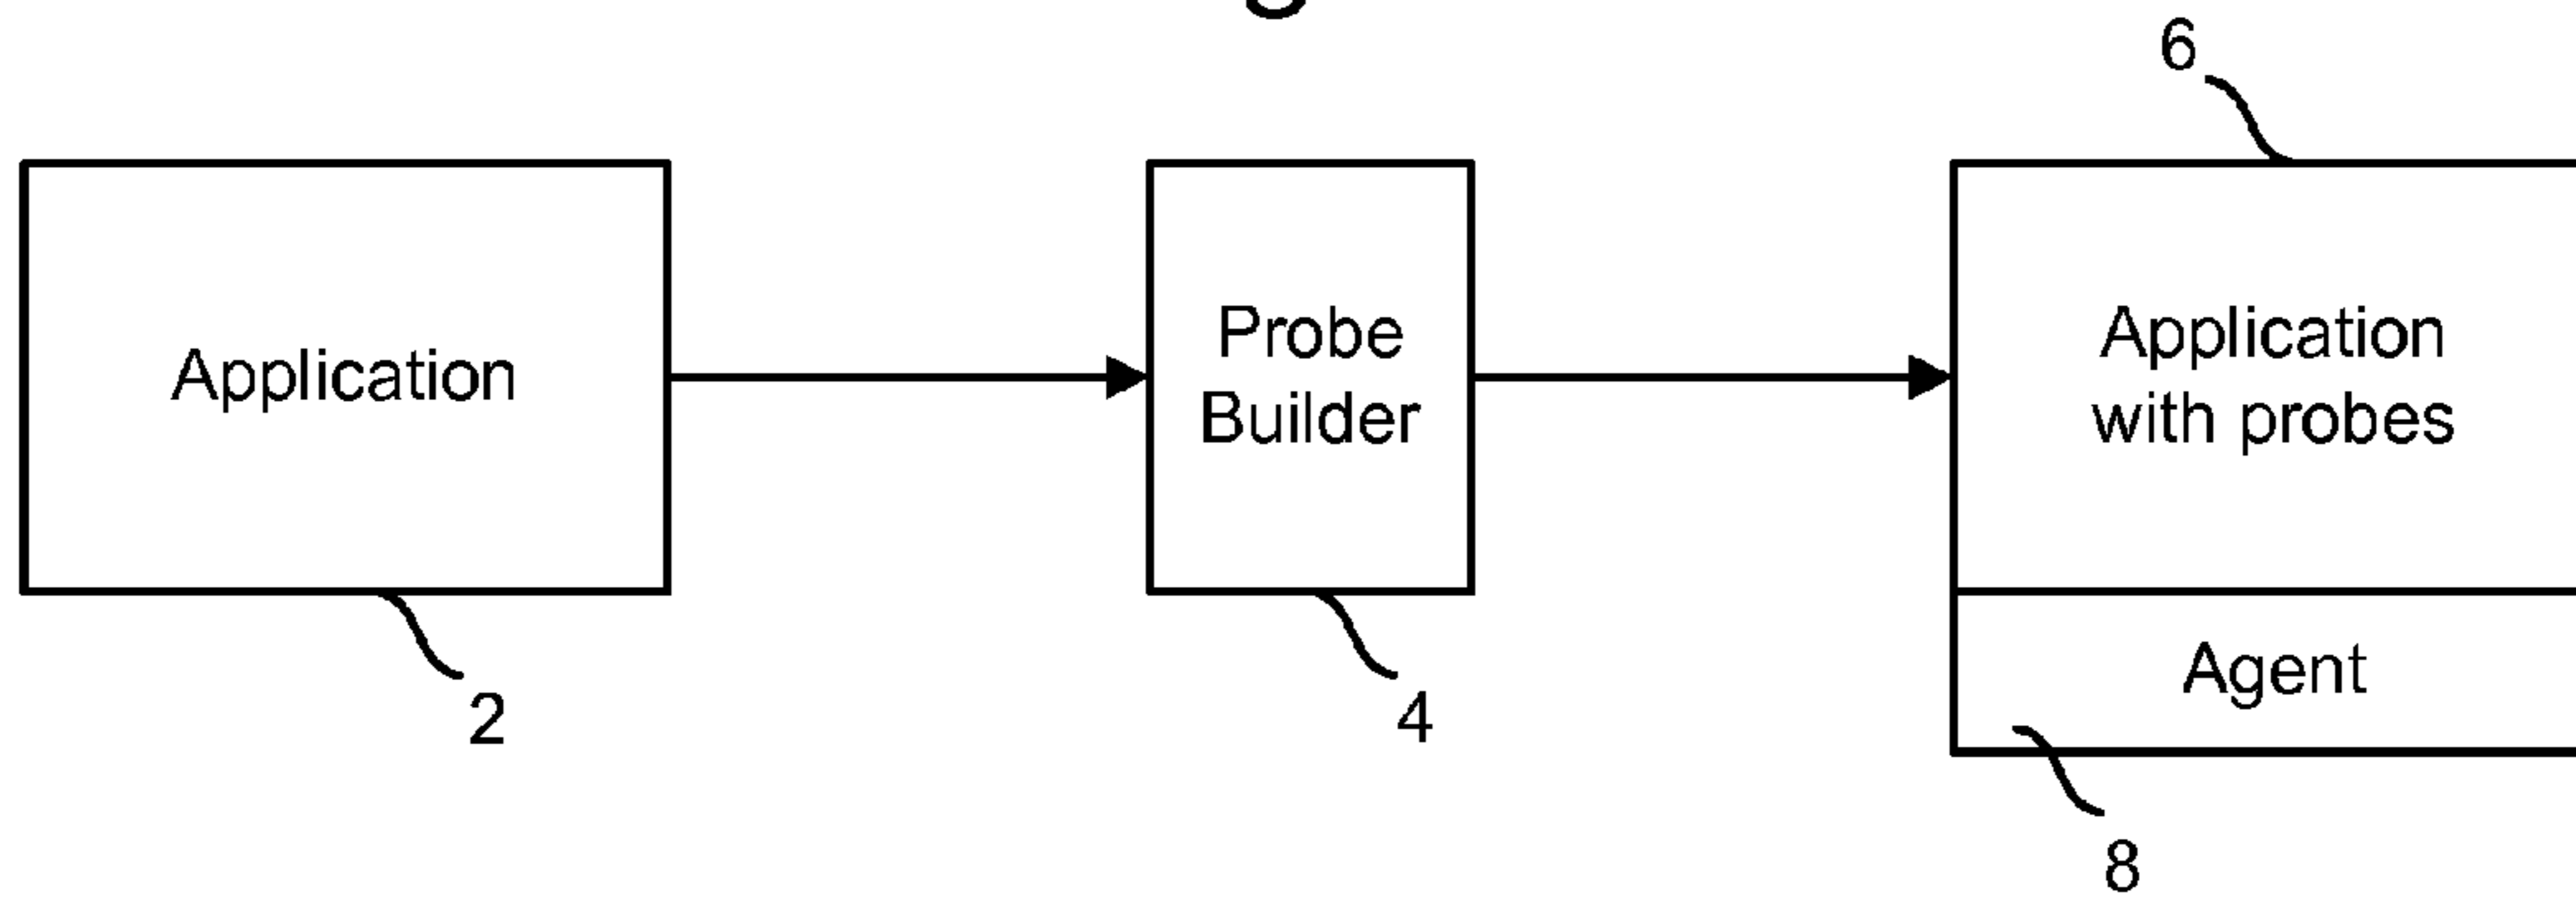 6
Application
Probe
Builder
Application
with probes
Agent
2
4
8